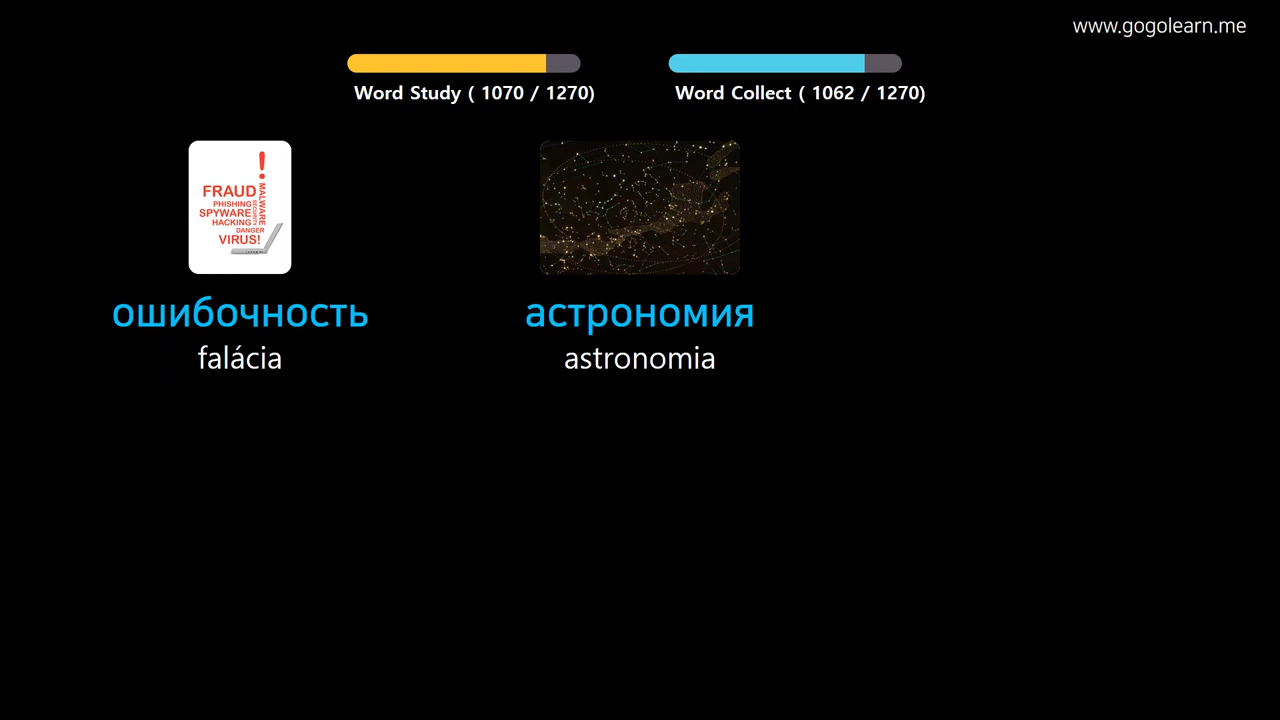 www.gogolearn.me
Word Study ( 1070 / 1270)
Word Collect ( 1062 / 1270)
!
FRAUD
PHISHING
SPYWARE
HACKING
DANGER
VIRUS!
MALWARE
SECURITY
ошибочность
falácia
астрономия
astronomia